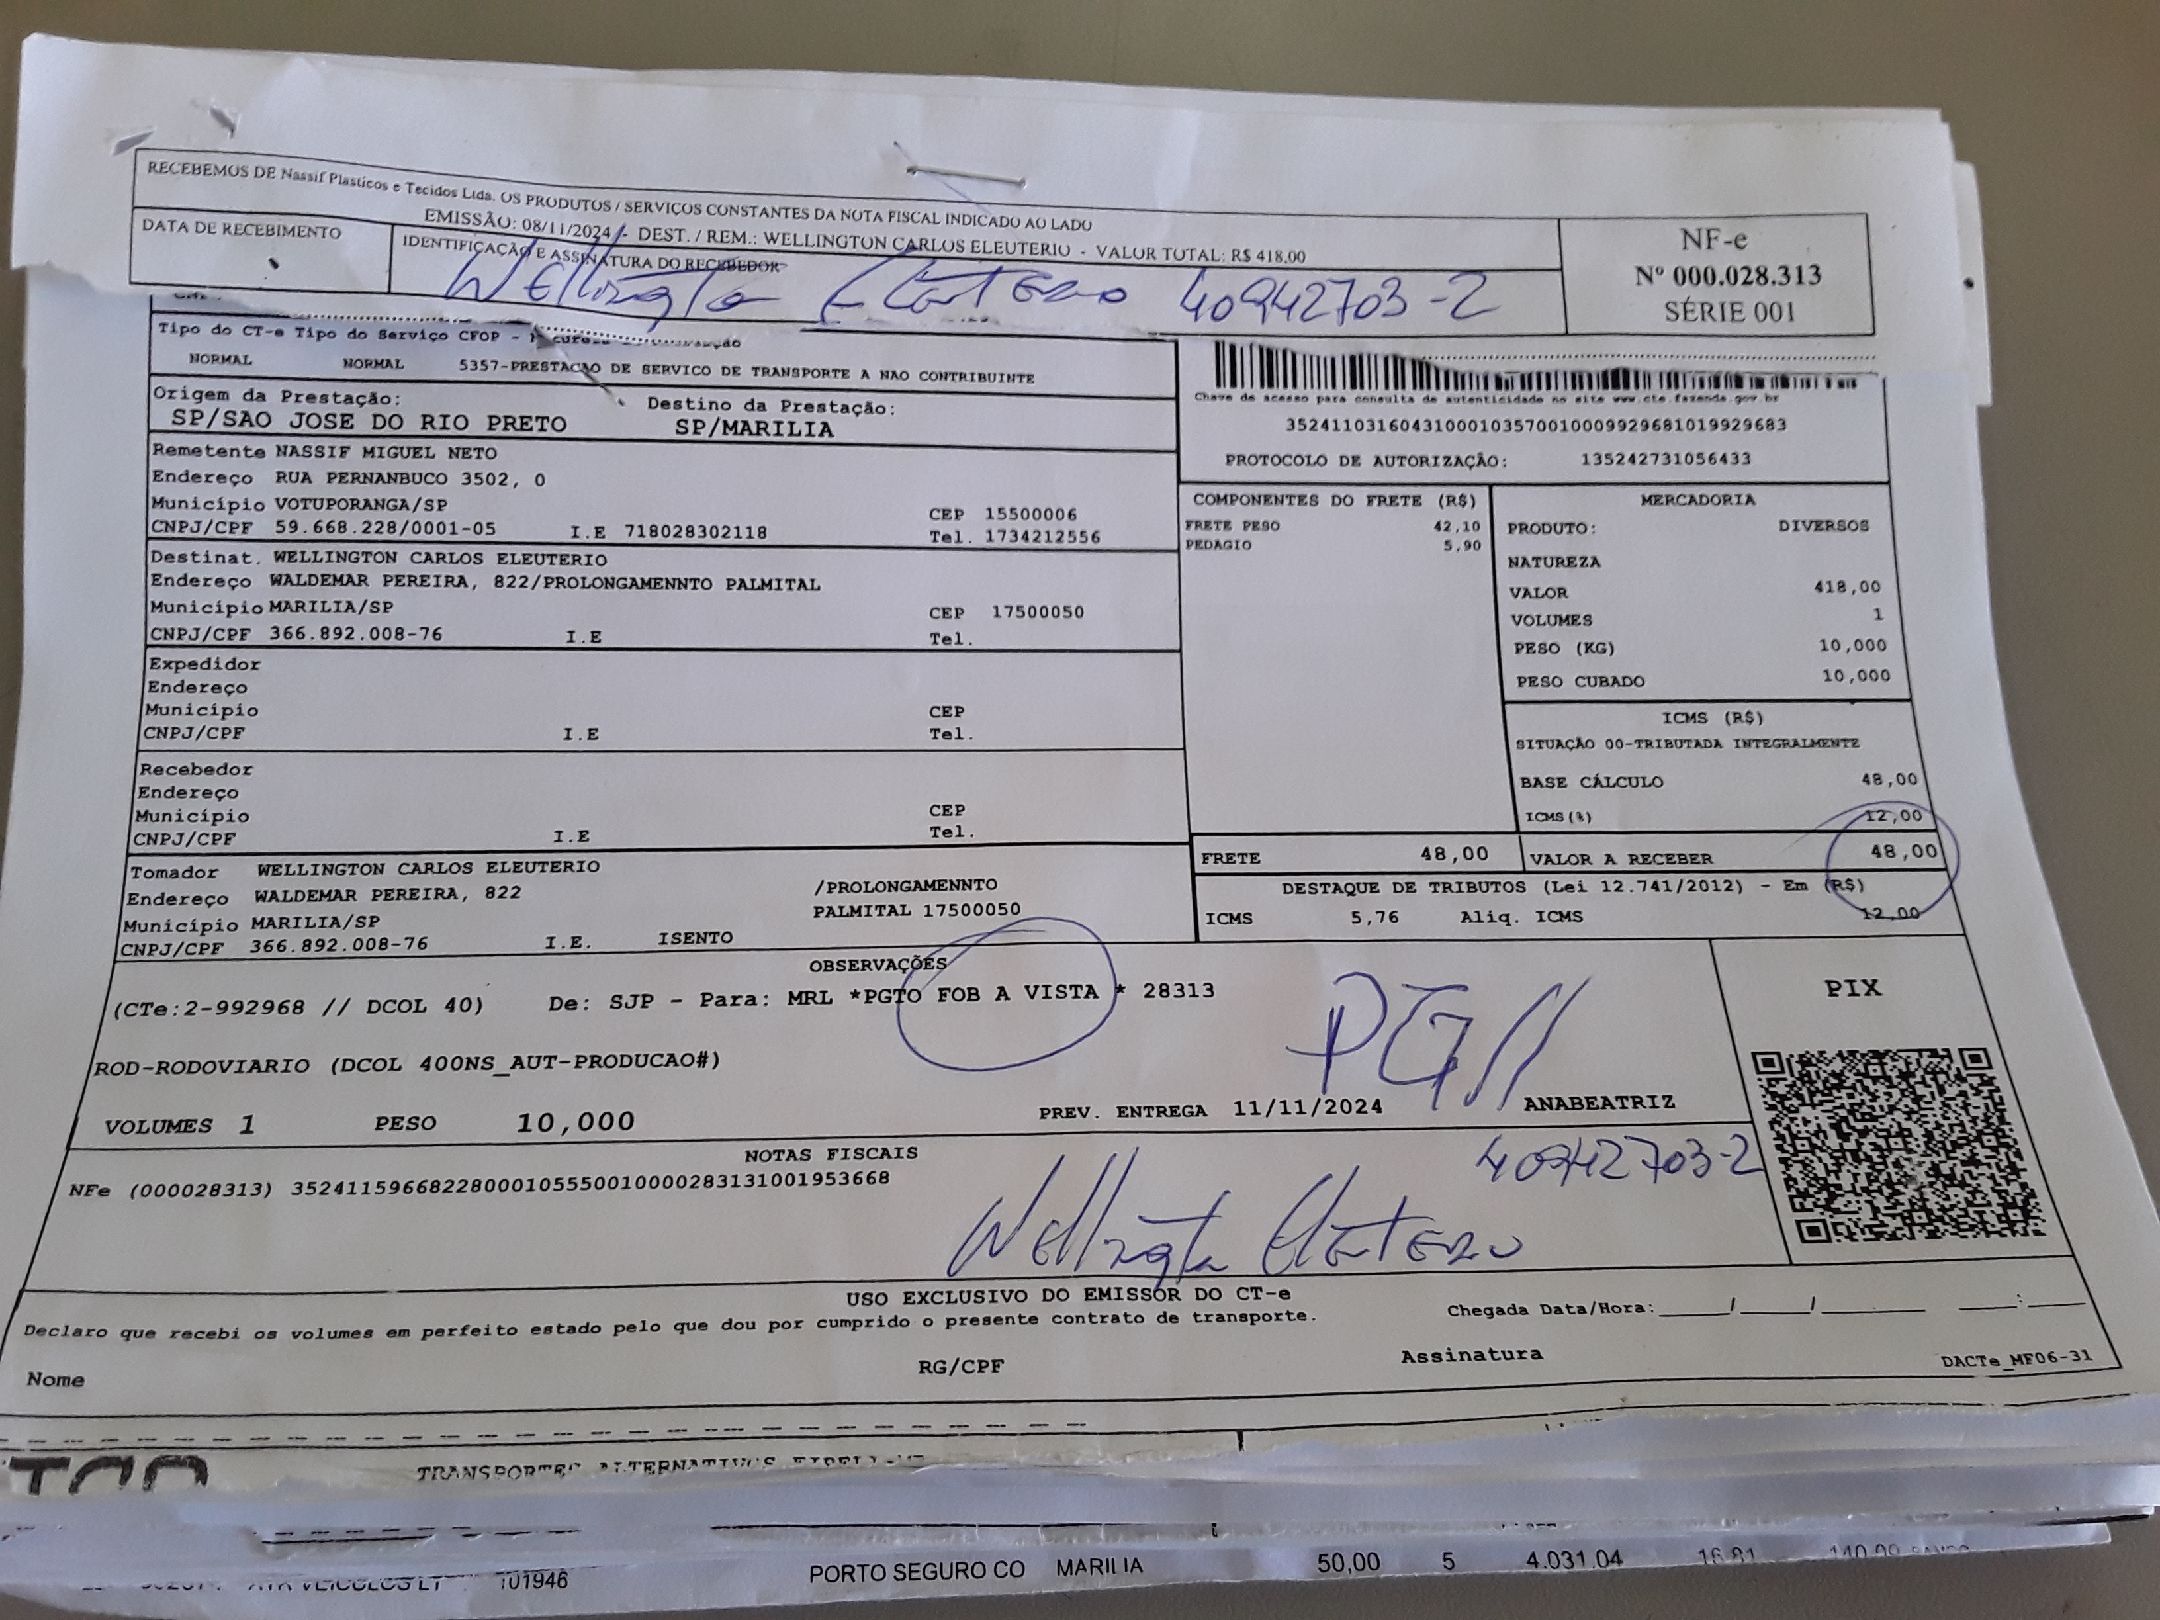 RECEBEMOS DE Nassif Plasticos e Tecidos Ltda. OS PRODUTOS / SERVIÇOS CONSTANTES DA NOTA FISCAL INDICADO AO LADO
EMISSÃO: 08/11/2024 - DEST. / REM.: WELLINGTON CARLOS ELEUTERIO - VALOR TOTAL: R$ 418,00
DATA DE RECEBIMENTO
IDENTIFICAÇÃO E ASSINATURA DO RECEBEDOR
40942703-2
NF-e
Nº 000.028.313
SÉRIE 001
Tipo do CT-e Tipo do Serviço CFOP -
NORMAL NORMAL 5357-PRESTACAO DE SERVICO DE TRANSPORTE A NAO CONTRIBUINTE
Origem da Prestação: Destino da Prestação:
SP/SAO JOSE DO RIO PRETO SP/MARILIA
Chave de acesso para consulta de autenticidade no site www.cte.fazenda.gov.br
35241103160431000103570010009929681019929683
PROTOCOLO DE AUTORIZAÇÃO: 135242731056433
Remetente NASSIF MIGUEL NETO
Endereço RUA PERNANBUCO 3502, 0
Município VOTUPORANGA/SP CEP 15500006
CNPJ/CPF 59.668.228/0001-05 I.E 718028302118 Tel. 1734212556
Destinat. WELLINGTON CARLOS ELEUTERIO
Endereço WALDEMAR PEREIRA, 822/PROLONGAMENNTO PALMITAL
Município MARILIA/SP CEP 17500050
CNPJ/CPF 366.892.008-76 I.E Tel.
Expedidor
Endereço
Município CEP
CNPJ/CPF I.E Tel.
Recebedor
Endereço
Município CEP
CNPJ/CPF I.E Tel.
Tomador WELLINGTON CARLOS ELEUTERIO
Endereço WALDEMAR PEREIRA, 822 /PROLONGAMENNTO
Município MARILIA/SP PALMITAL 17500050
CNPJ/CPF 366.892.008-76 I.E. ISENTO
COMPONENTES DO FRETE (R$)
FRETE PESO 42,10
PEDAGIO 5,90
MERCADORIA
PRODUTO: DIVERSOS
NATUREZA
VALOR 418,00
VOLUMES 1
PESO (KG) 10,000
PESO CUBADO 10,000
ICMS (R$)
SITUAÇÃO 00-TRIBUTADA INTEGRALMENTE
BASE CÁLCULO 48,00
ICMS(%) 12,00
FRETE 48,00 VALOR A RECEBER 48,00
DESTAQUE DE TRIBUTOS (Lei 12.741/2012) - Em (R$)
ICMS 5,76 Aliq. ICMS 12,00
OBSERVAÇÕES
(CTe:2-992968 // DCOL 40) De: SJP - Para: MRL *PGTO FOB A VISTA * 28313
ROD-RODOVIARIO (DCOL 400NS_AUT-PRODUCAO#)
PG//
PIX
VOLUMES 1 PESO 10,000 PREV. ENTREGA 11/11/2024 ANABEATRIZ
NOTAS FISCAIS
40942703-2
NFe (000028313) 35241159668228000105550010000283131001953668
USO EXCLUSIVO DO EMISSOR DO CT-e
Declaro que recebi os volumes em perfeito estado pelo que dou por cumprido o presente contrato de transporte. Chegada Data/Hora:____/____/______ ___:___
Nome RG/CPF Assinatura DACTe_MF06-31
PORTO SEGURO CO MARILIA 50,00 5 4.031.04
101946